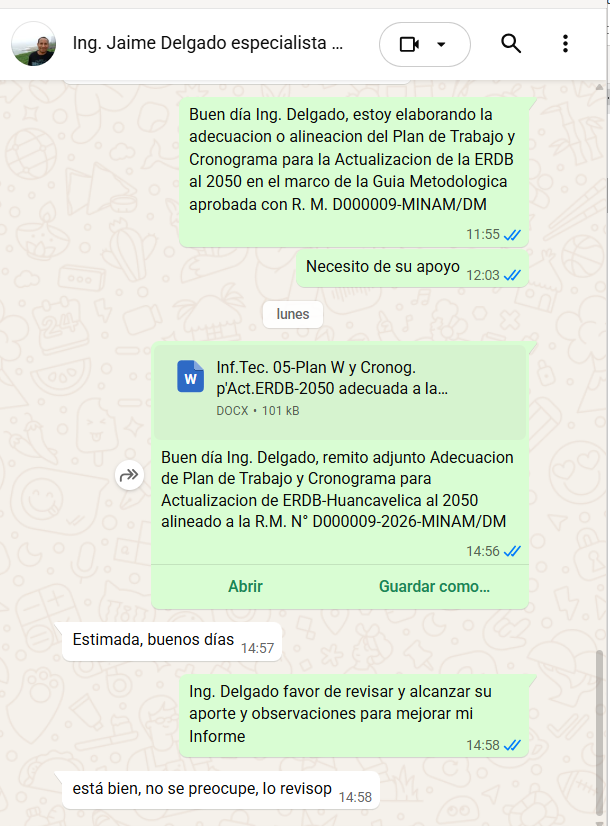 Ing. Jaime Delgado especialista ...
Buen día Ing. Delgado, estoy elaborando la
adecuacion o alineacion del Plan de Trabajo y
Cronograma para la Actualizacion de la ERDB
al 2050 en el marco de la Guia Metodologica
aprobada con R. M. D000009-MINAM/DM
11:55
Necesito de su apoyo 12:03
lunes
W
Inf.Tec. 05-Plan W y Cronog.
p'Act.ERDB-2050 adecuada a la...
DOCX • 101 kB
Buen día Ing. Delgado, remito adjunto Adecuacion
de Plan de Trabajo y Cronograma para
Actualizacion de ERDB-Huancavelica al 2050
alineado a la R.M. N° D000009-2026-MINAM/DM
14:56
Abrir Guardar como...
Estimada, buenos días 14:57
Ing. Delgado favor de revisar y alcanzar su
aporte y observaciones para mejorar mi
Informe
14:58
está bien, no se preocupe, lo revisop 14:58